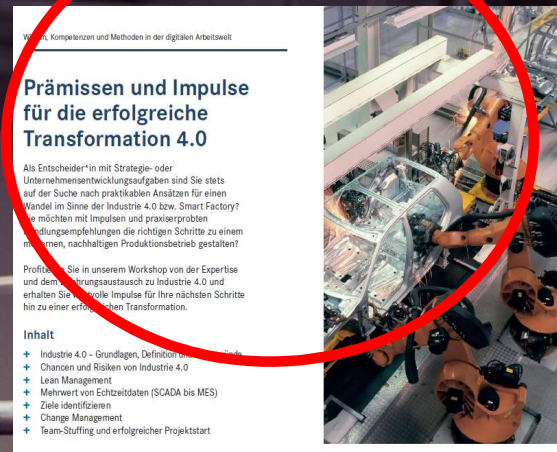 Wissen, Kompetenzen und Methoden in der digitalen Arbeitswelt
Prämissen und Impulse
für die erfolgreiche
Transformation 4.0
Als Entscheider*in mit Strategie- oder
Unternehmensentwicklungsaufgaben sind Sie stets
auf der Suche nach praktikablen Ansätzen für einen
Wandel im Sinne der Industrie 4.0 bzw. Smart Factory?
Sie möchten mit Impulsen und praxiserprobten
Handlungsempfehlungen die richtigen Schritte zu einem
modernen, nachhaltigen Produktionsbetrieb gestalten?
Profitieren Sie in unserem Workshop von der Expertise
und dem Erfahrungsaustausch zu Industrie 4.0 und
erhalten Sie wertvolle Impulse für Ihre nächsten Schritte
hin zu einer erfolgreichen Transformation.
Inhalt
+ Industrie 4.0 – Grundlagen, Definition und
+ Chancen und Risiken von Industrie 4.0
+ Lean Management
+ Mehrwert von Echtzeitdaten (SCADA bis MES)
+ Ziele identifizieren
+ Change Management
+ Team-Stuffing und erfolgreicher Projektstart